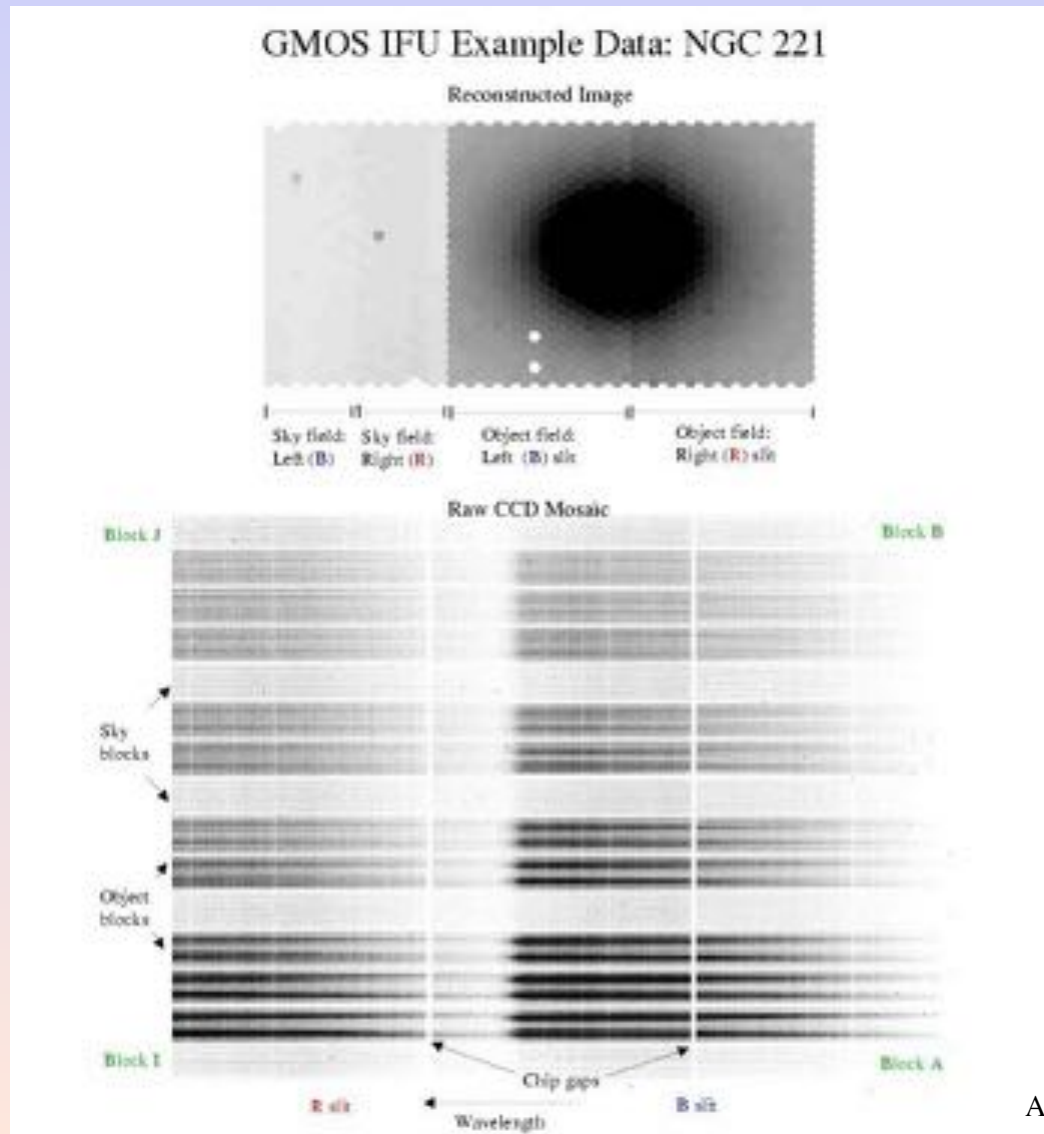 GMOS IFU Example Data: NGC 221
Reconstructed Image
Sky field:
Left (B)
Sky field:
Right (R)
Object field:
Left (B) slit
Object field:
Right (R) slit
Raw CCD Mosaic
Block J
Block B
Sky
blocks
Object
blocks
Block I
Block A
Chip gaps
R slit
Wavelength
B slit
A